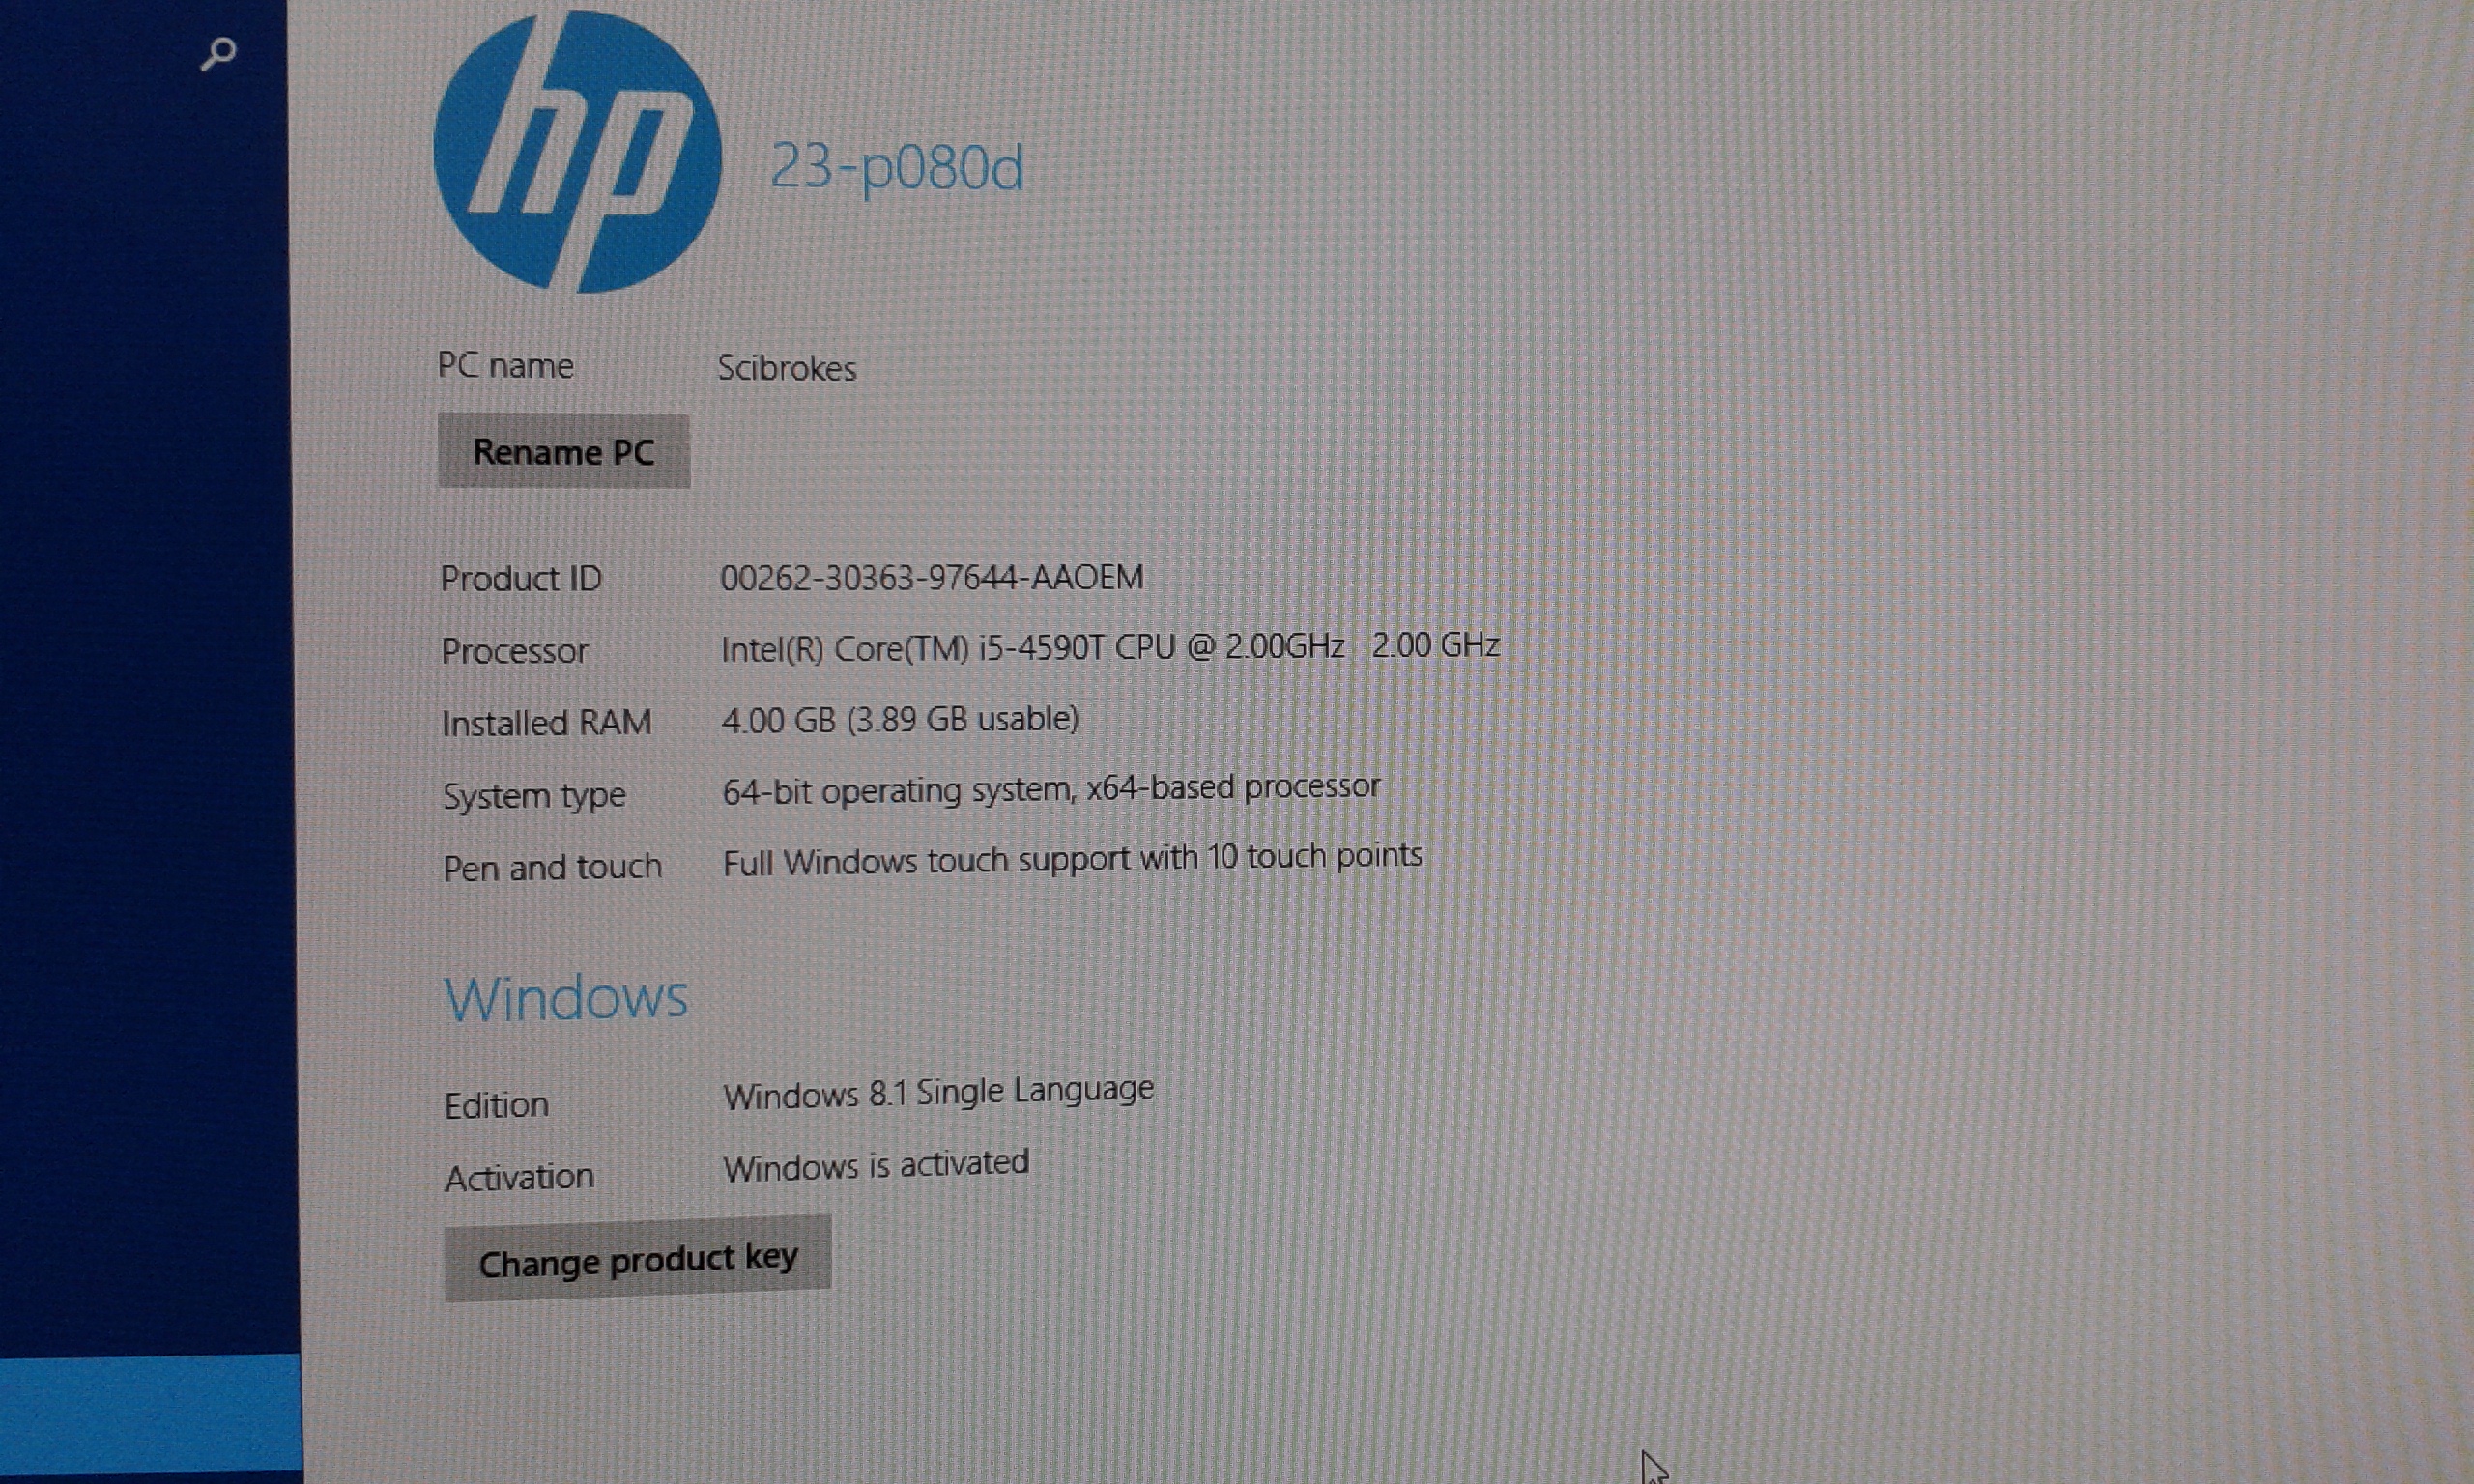 hp
23-p080d
PC name Scibrokes
Rename PC
Product ID 00262-30363-97644-AAOEM
Processor Intel(R) Core(TM) i5-4590T CPU @ 2.00GHz 2.00 GHz
Installed RAM 4.00 GB (3.89 GB usable)
System type 64-bit operating system, x64-based processor
Pen and touch Full Windows touch support with 10 touch points
Windows
Edition Windows 8.1 Single Language
Activation Windows is activated
Change product key